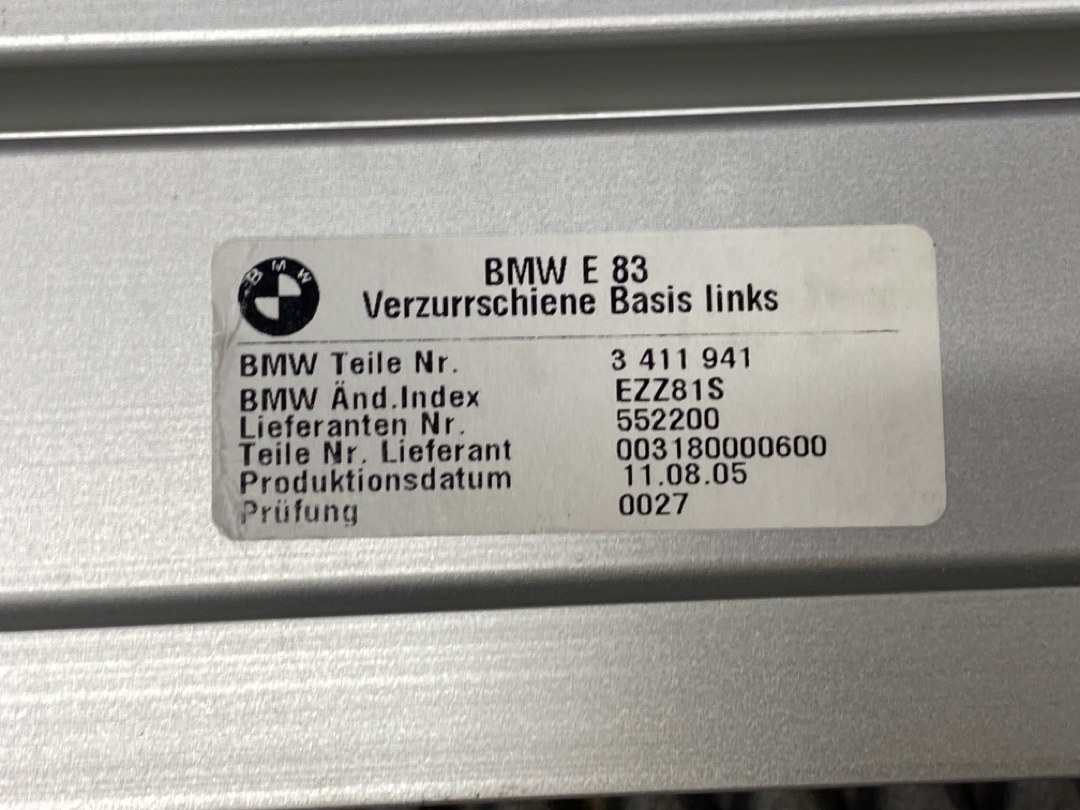 BMW
BMW E 83
Verzurrschiene Basis links
BMW Teile Nr. 3 411 941
BMW Änd.Index EZZ81S
Lieferanten Nr. 552200
Teile Nr. Lieferant 003180000600
Produktionsdatum 11.08.05
Prüfung 0027